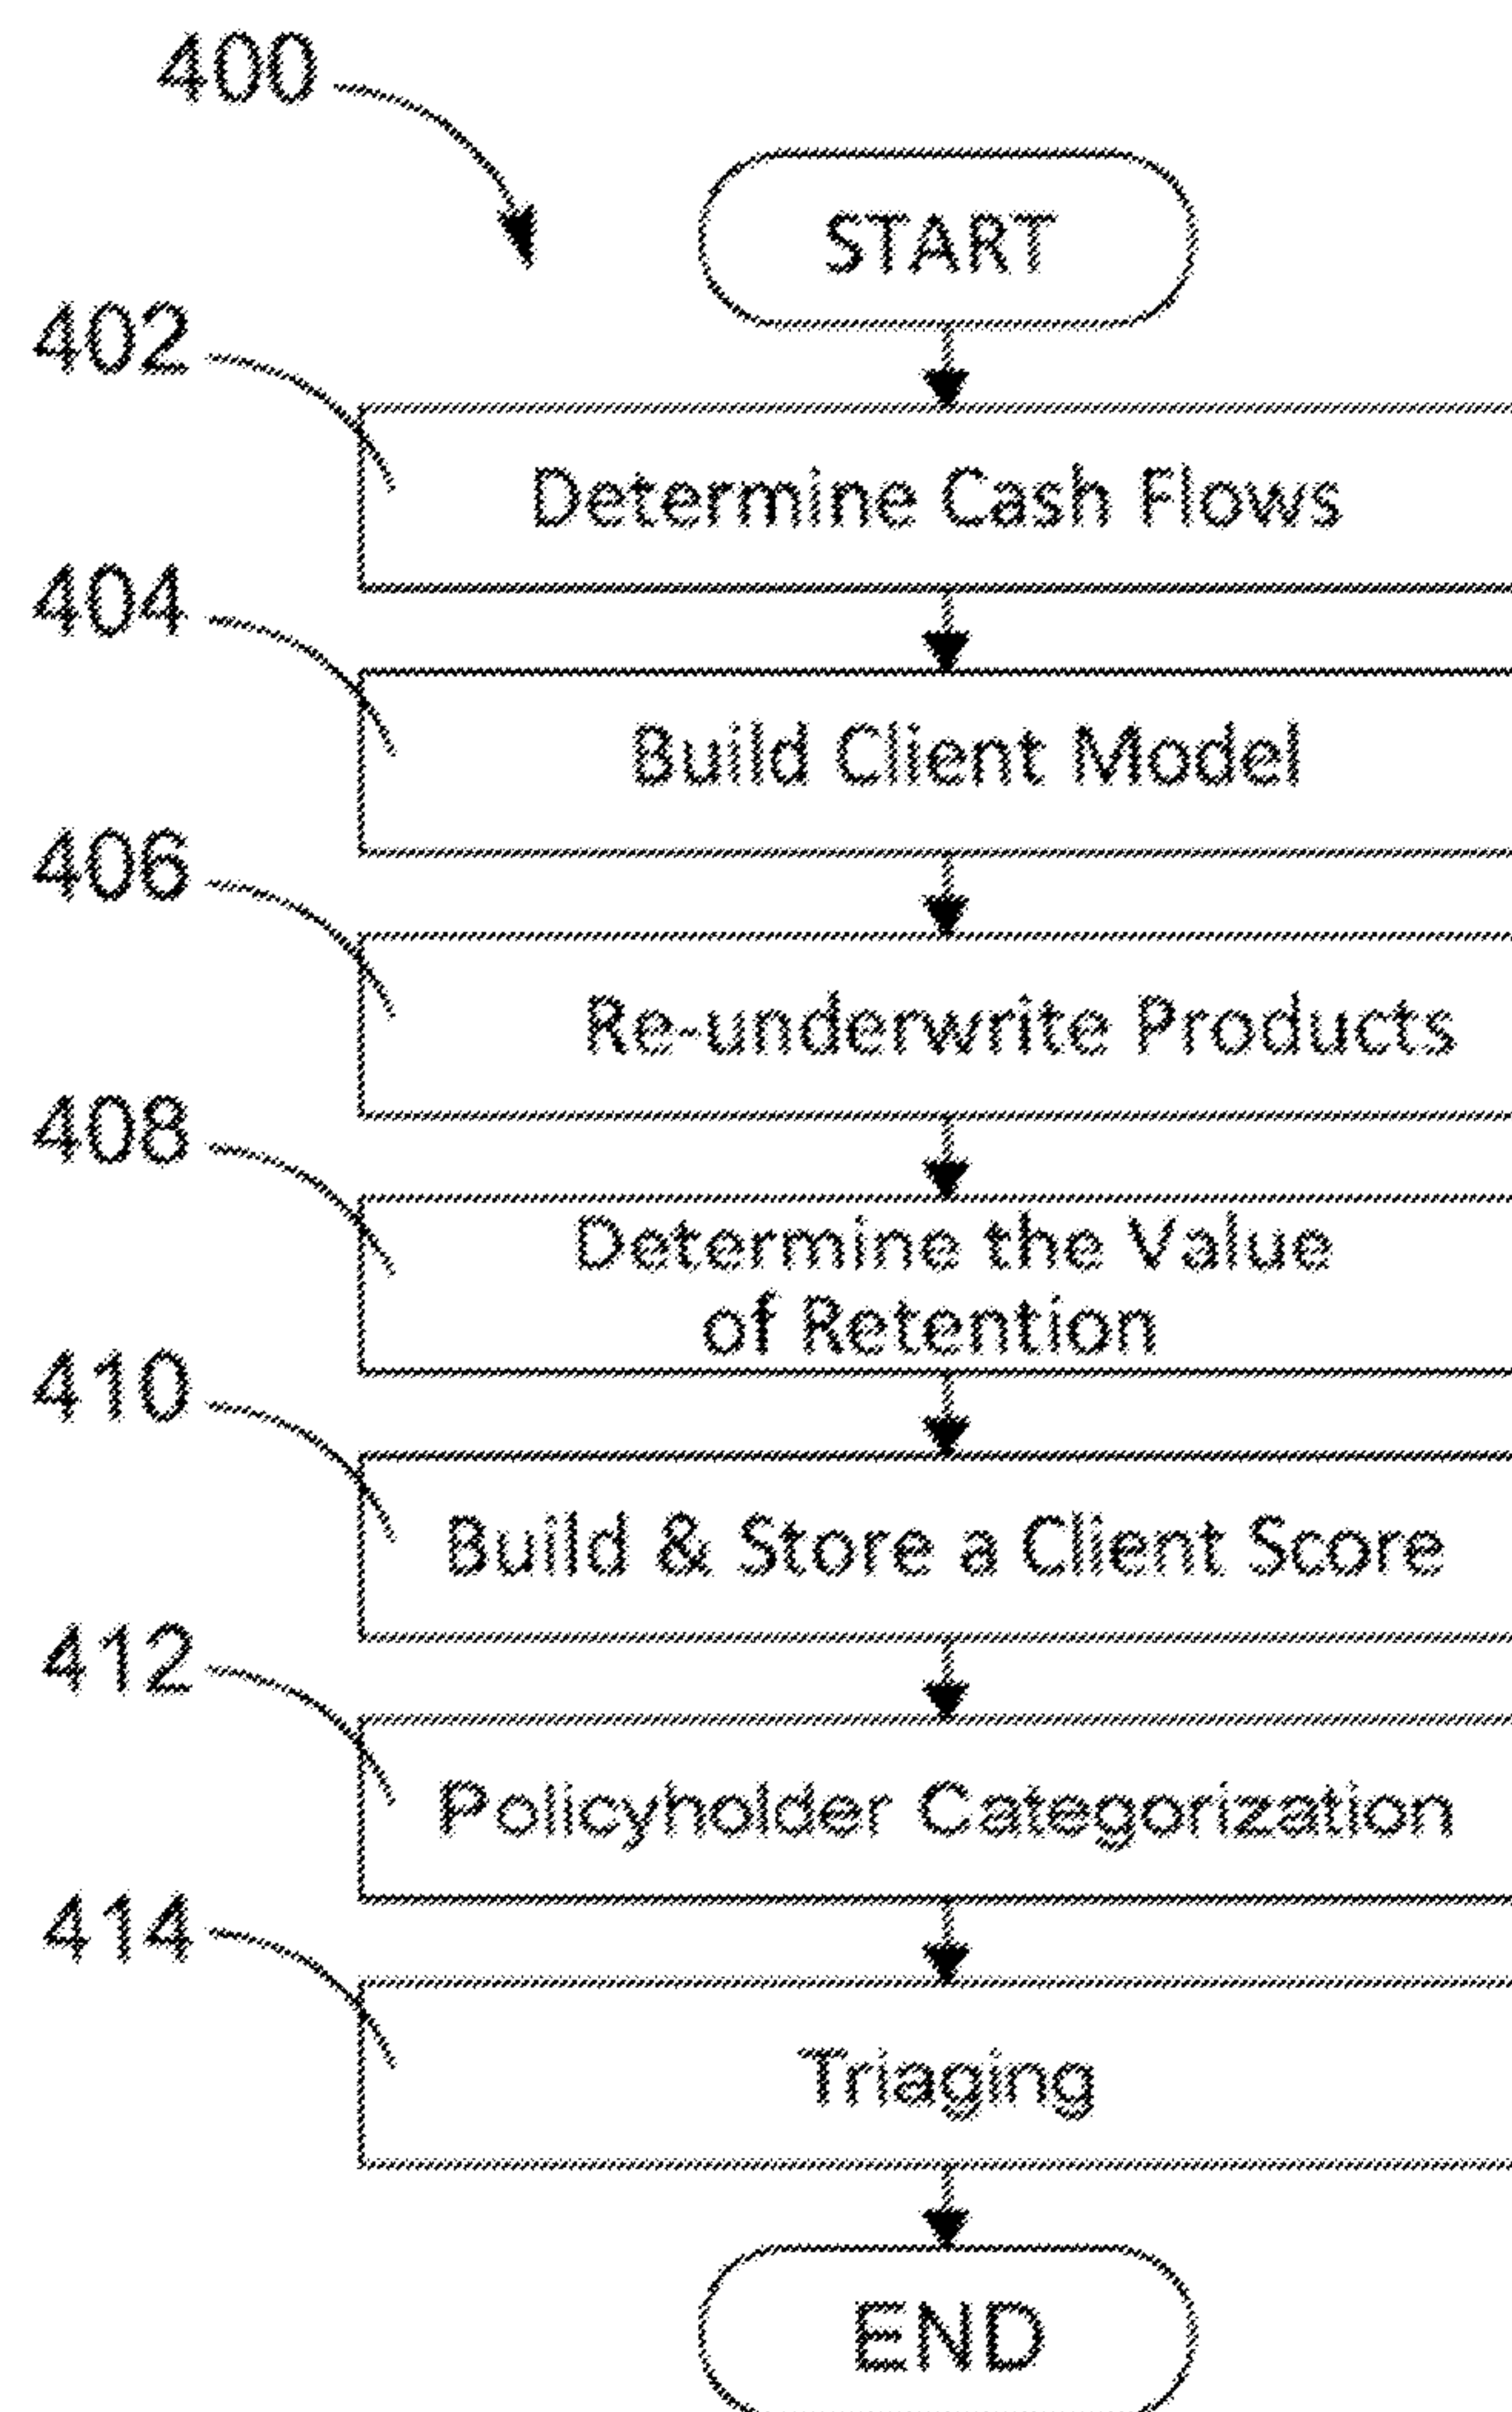 400
START
402
Determine Cash Flows
404
Build Client Model
406
Re-underwrite Products
408
Determine the Value
of Retention
410
Build & Store a Client Score
412
Policyholder Categorization
414
Triaging
END